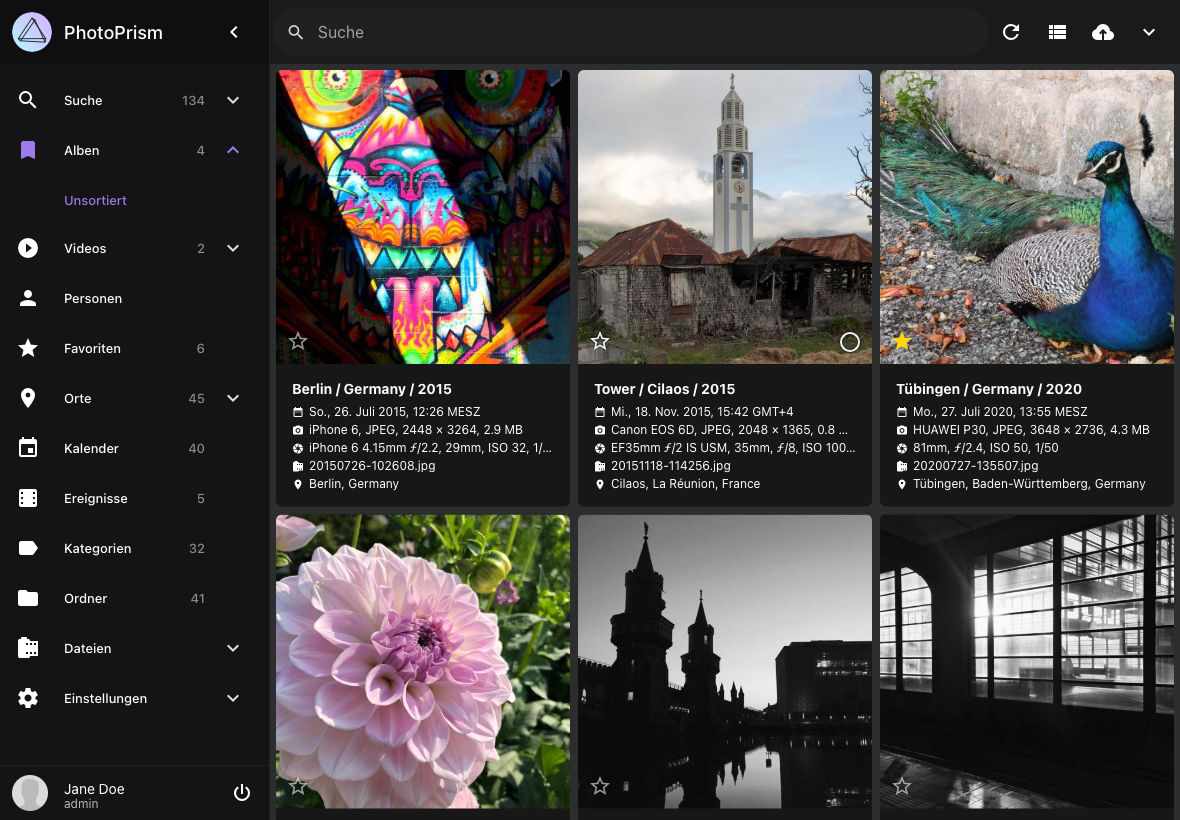 PhotoPrism
Suche
Suche 134
Alben 4
Unsortiert
Videos 2
Personen
Favoriten 6
Orte 45
Kalender 40
Ereignisse 5
Kategorien 32
Ordner 41
Dateien
Einstellungen
Jane Doe
admin
Berlin / Germany / 2015
So., 26. Juli 2015, 12:26 MESZ
iPhone 6, JPEG, 2448 × 3264, 2.9 MB
iPhone 6 4.15mm ƒ/2.2, 29mm, ISO 32, 1/...
20150726-102608.jpg
Berlin, Germany
Tower / Cilaos / 2015
Mi., 18. Nov. 2015, 15:42 GMT+4
Canon EOS 6D, JPEG, 2048 × 1365, 0.8 ...
EF35mm ƒ/2 IS USM, 35mm, ƒ/8, ISO 100...
20151118-114256.jpg
Cilaos, La Réunion, France
Tübingen / Germany / 2020
Mo., 27. Juli 2020, 13:55 MESZ
HUAWEI P30, JPEG, 3648 × 2736, 4.3 MB
81mm, ƒ/2.4, ISO 50, 1/50
20200727-135507.jpg
Tübingen, Baden-Württemberg, Germany